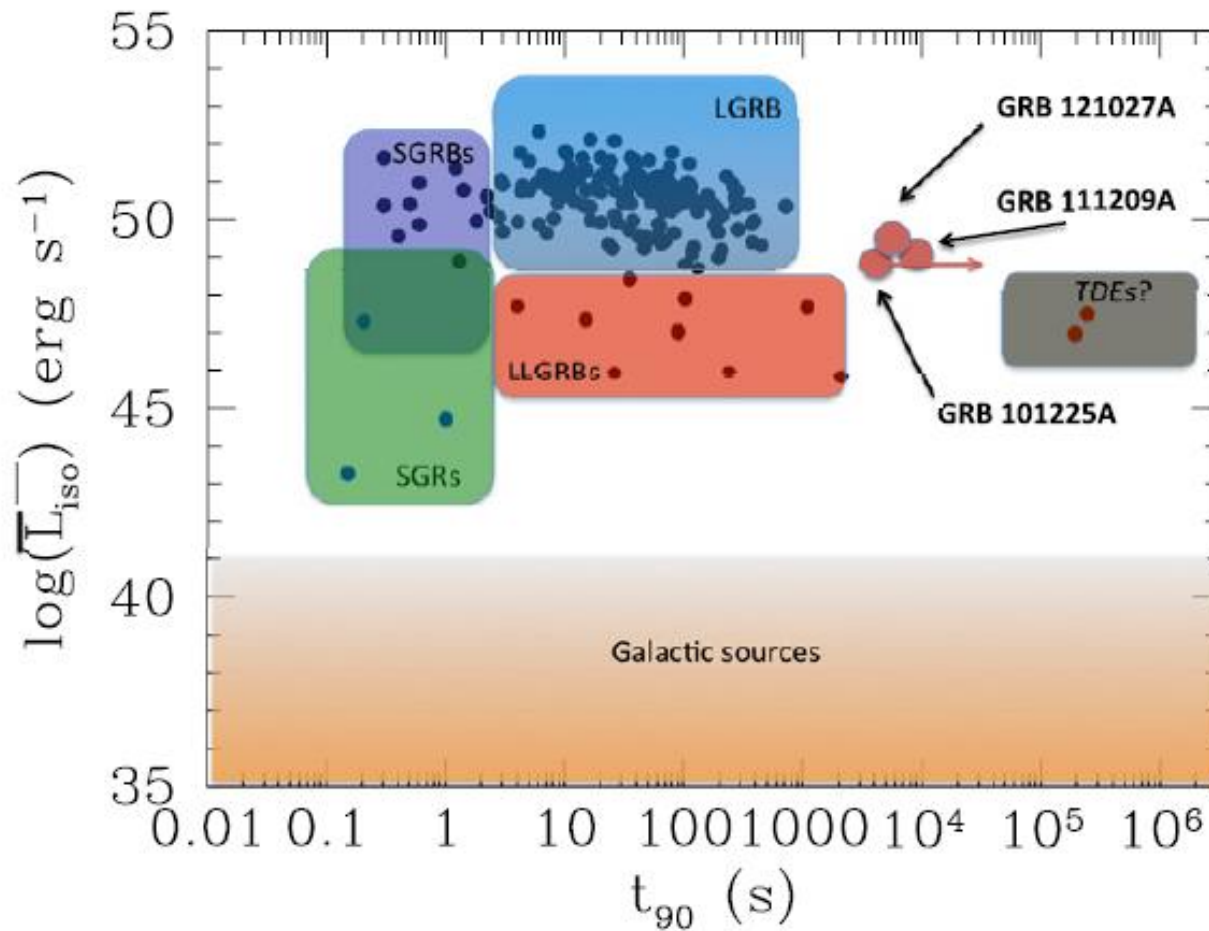 55
50
45
40
35
log(L̅iso) (erg s⁻¹)
SGRBs
LGRB
GRB 121027A
GRB 111209A
TDEs?
LLGRBs
GRB 101225A
SGRs
Galactic sources
0.01 0.1 1 10 100 1000 10⁴ 10⁵ 10⁶
t₉₀ (s)